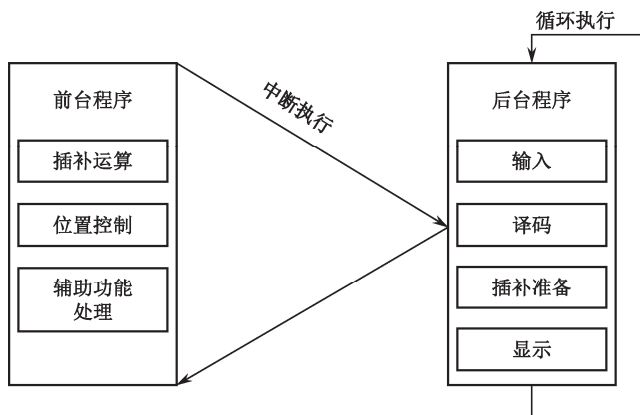 循环执行
前台程序
中断执行
后台程序
插补运算
输入
位置控制
译码
辅助功能
处理
插补准备
显示